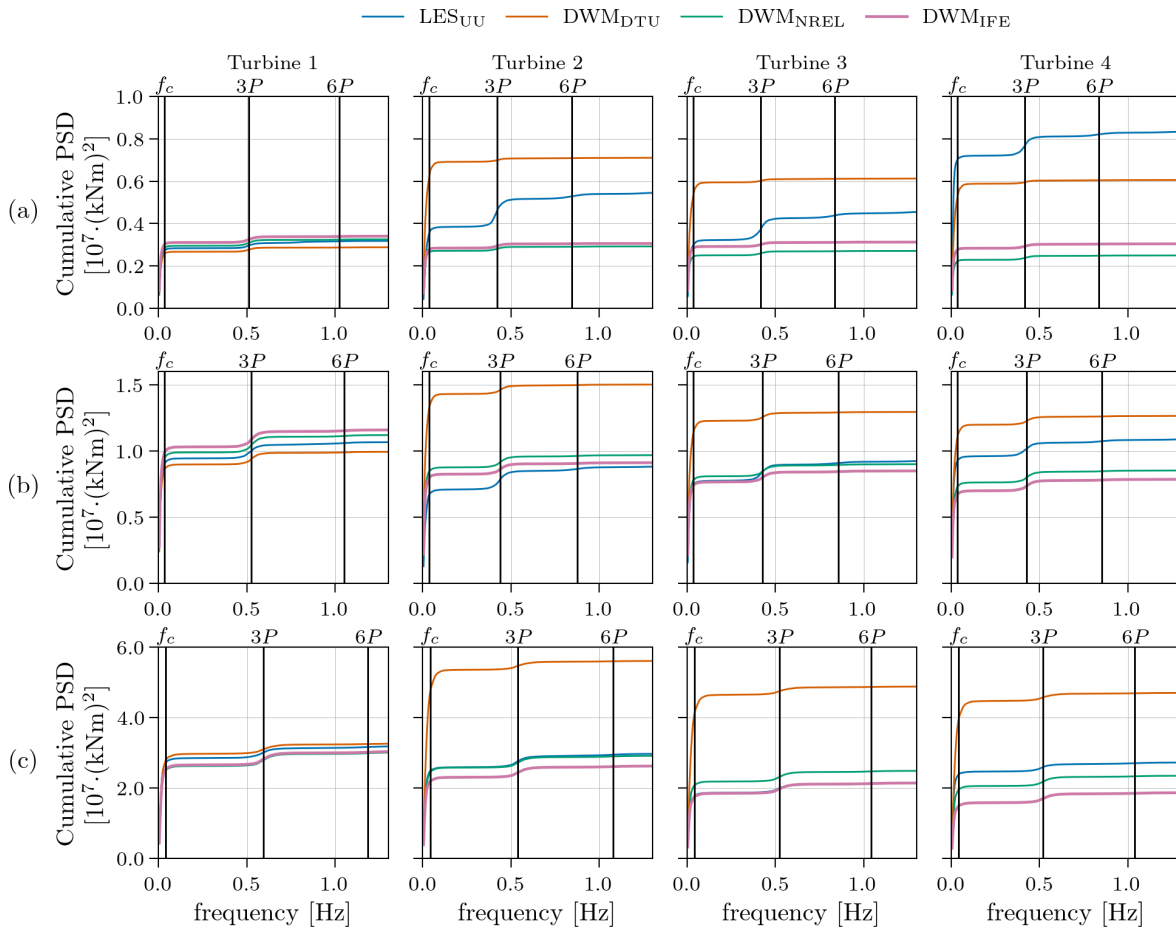 LES_UU DWM_DTU DWM_NREL DWM_IFE
Turbine 1 Turbine 2 Turbine 3 Turbine 4
f_c 3P 6P f_c 3P 6P f_c 3P 6P f_c 3P 6P
(a)
Cumulative PSD
[10^7·(kNm)^2]
1.0
0.8
0.6
0.4
0.2
0.0
0.0 0.5 1.0 0.0 0.5 1.0 0.0 0.5 1.0 0.0 0.5 1.0
f_c 3P 6P f_c 3P 6P f_c 3P 6P f_c 3P 6P
(b)
Cumulative PSD
[10^7·(kNm)^2]
1.5
1.0
0.5
0.0
0.0 0.5 1.0 0.0 0.5 1.0 0.0 0.5 1.0 0.0 0.5 1.0
f_c 3P 6P f_c 3P 6P f_c 3P 6P f_c 3P 6P
(c)
Cumulative PSD
[10^7·(kNm)^2]
6.0
4.0
2.0
0.0
0.0 0.5 1.0 0.0 0.5 1.0 0.0 0.5 1.0 0.0 0.5 1.0
frequency [Hz] frequency [Hz] frequency [Hz] frequency [Hz]